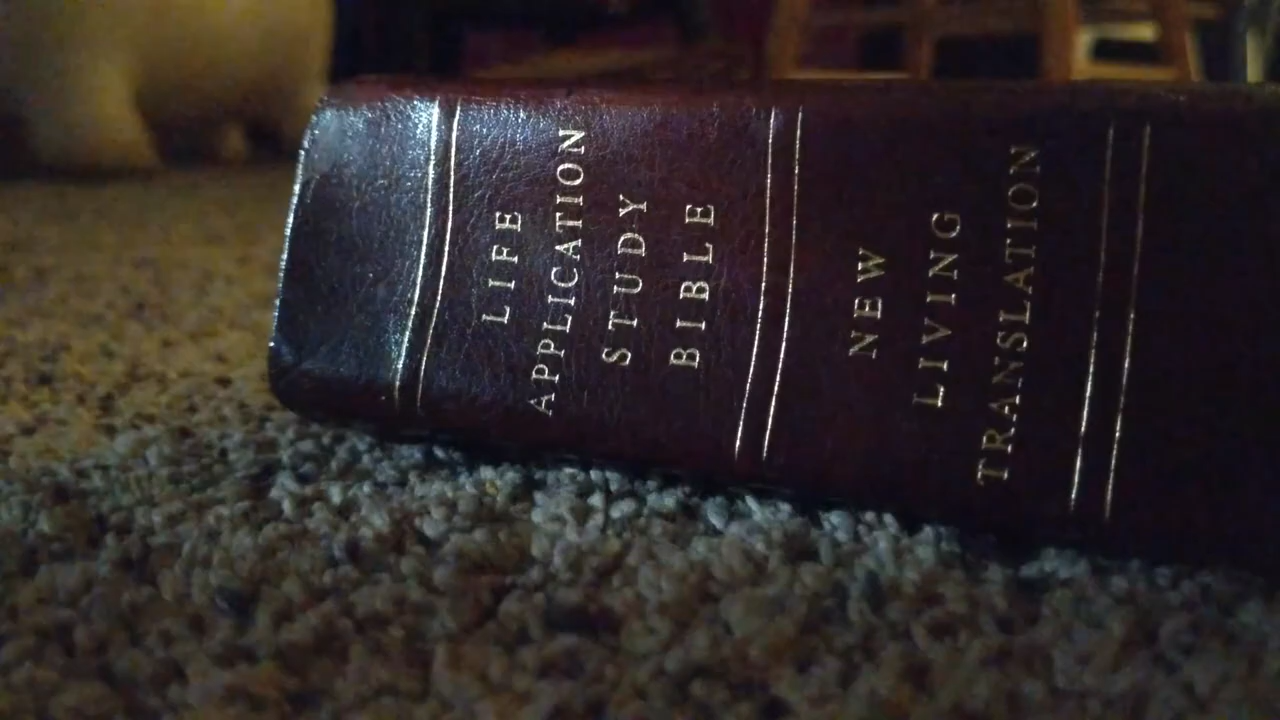 LIFE
APPLICATION
STUDY
BIBLE
NEW
LIVING
TRANSLATION